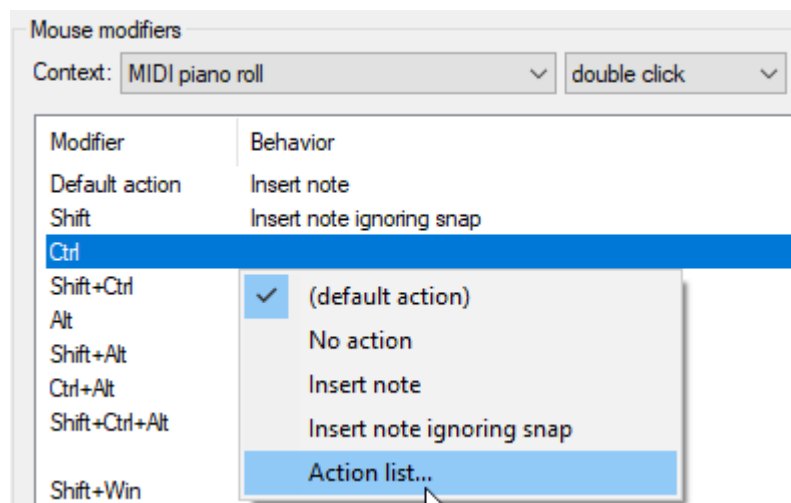 Mouse modifiers
Context: MIDI piano roll double click
Modifier Behavior
Default action Insert note
Shift Insert note ignoring snap
Ctrl
Shift+Ctrl
(default action)
Alt
No action
Shift+Alt
Ctrl+Alt
Insert note
Shift+Ctrl+Alt
Insert note ignoring snap
Action list...
Shift+Win